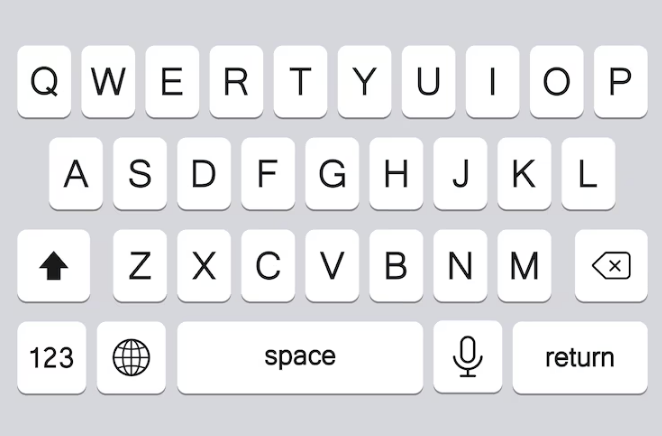 Q W E R T Y U I O P
A S D F G H J K L
Z X C V B N M
123 space return